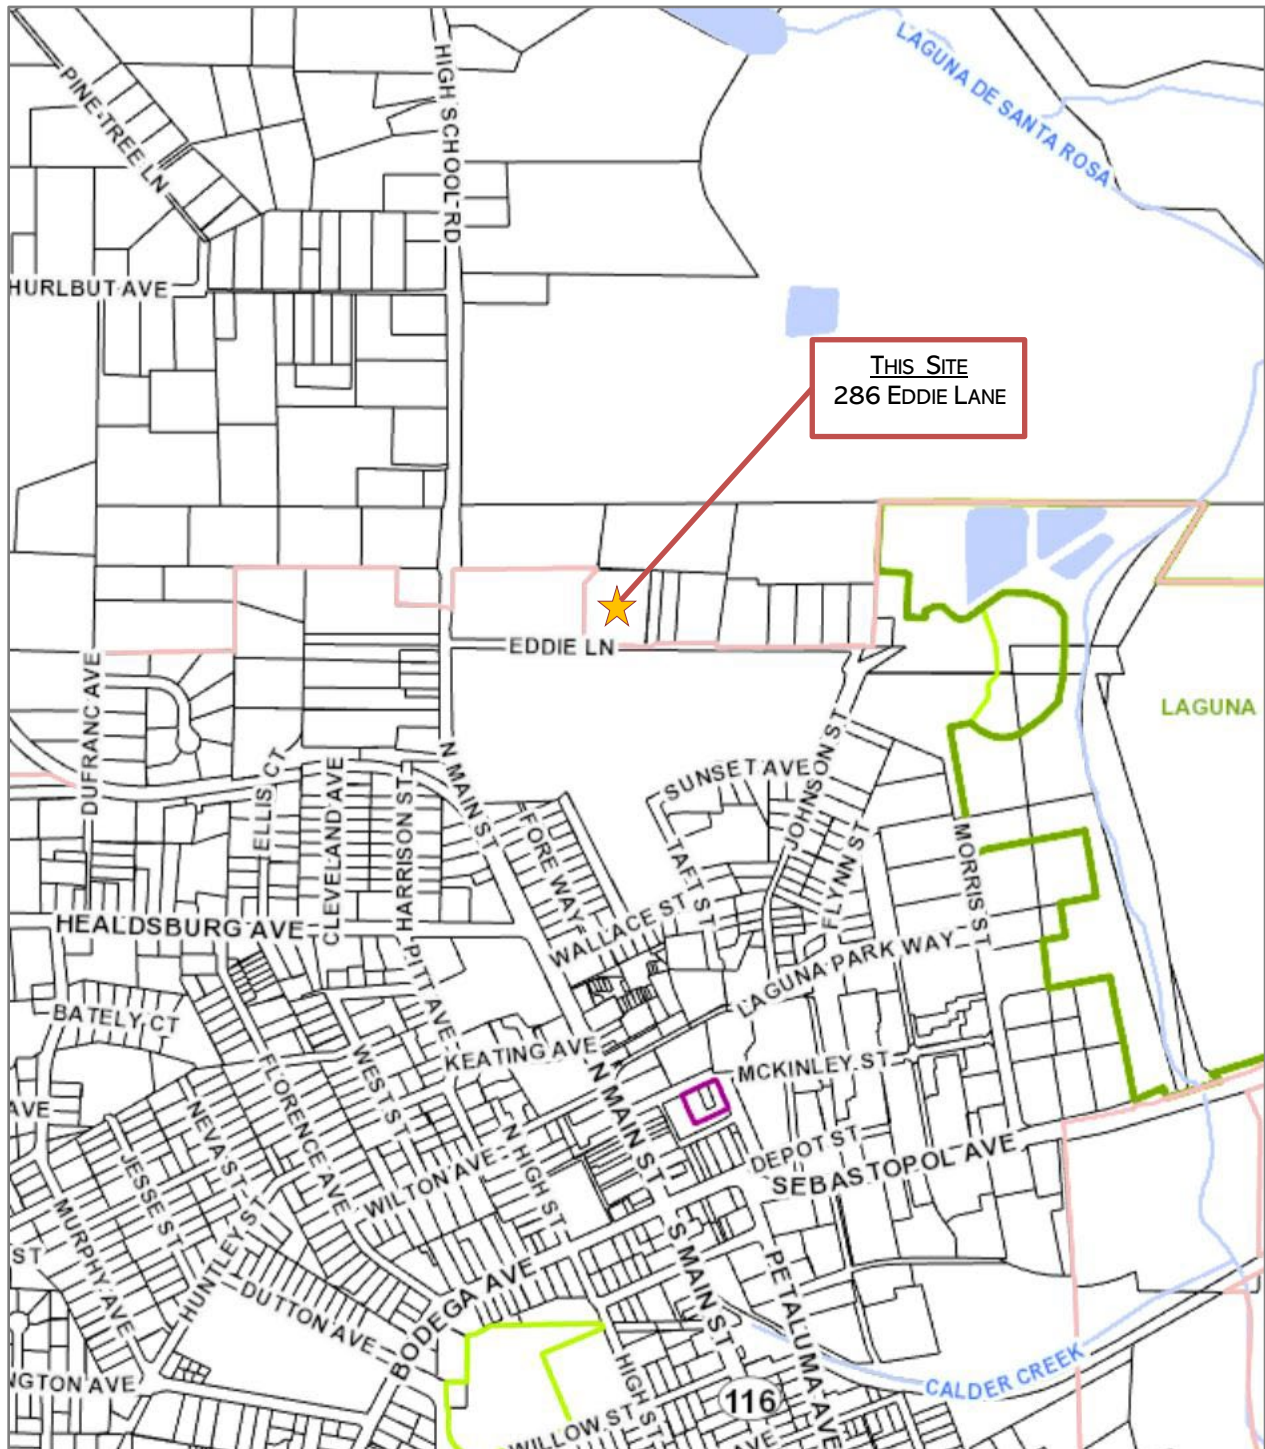 LAGUNA DE SANTA ROSA
PINE TREE LN
HIGH SCHOOL RD
HURLBUT AVE
THIS SITE
286 EDDIE LANE
EDDIE LN
DUFRANC AVE
LAGUNA
N MAIN ST
ELLIS CT
CLEVELAND AVE
HARRISON ST
SUNSET AVE
JOHNSON ST
FORE WAY
TAFT ST
FLYNN ST
MORRIS ST
HEALDSBURG AVE
WALLACE ST
PITT AVE
LAGUNA PARK WAY
BATELY CT
KEATING AVE
WEST ST
FLORENCE AVE
N MAIN ST
MCKINLEY ST
AVE
NEVA ST
JESSE ST
N HIGH ST
DEPOT ST
WILTON AVE
SEBASTOPOL AVE
MURPHY AVE
HUNTLEY ST
ST
DUTTON AVE
BODEGA AVE
S MAIN ST
PETALUMA AVE
NGTON AVE
HIGH ST
116
CALDER CREEK
WILLOW ST
AVE